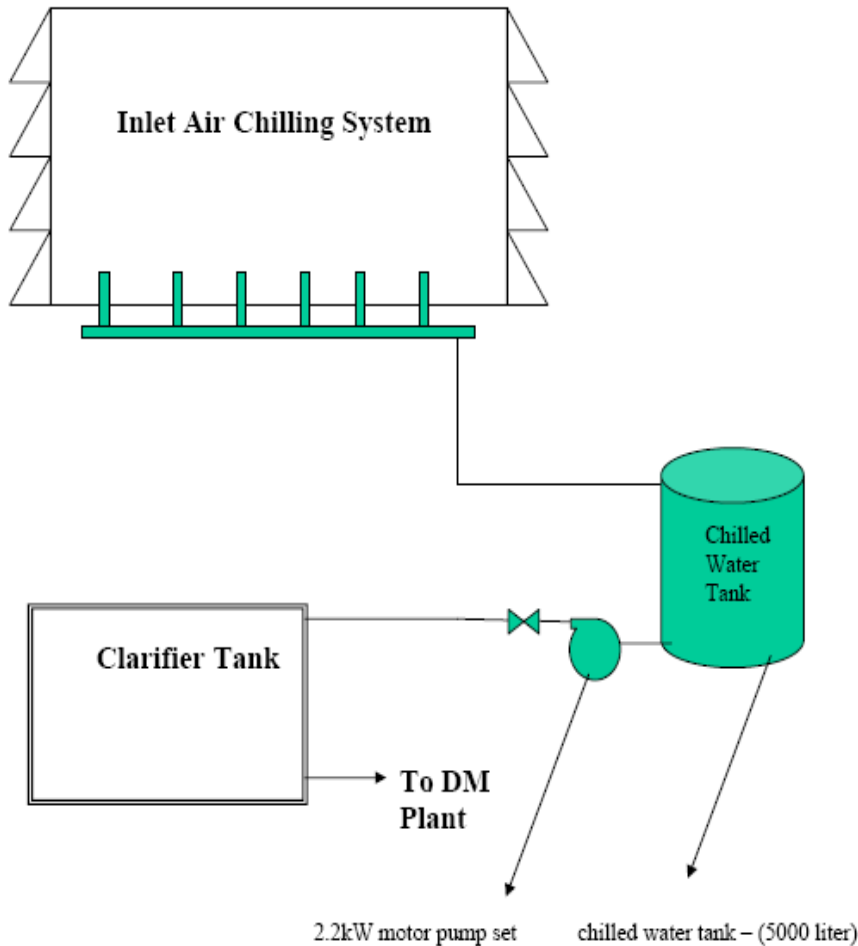 Inlet Air Chilling System
Chilled
Water
Tank
Clarifier Tank
To DM
Plant
2.2kW motor pump set
chilled water tank – (5000 liter)